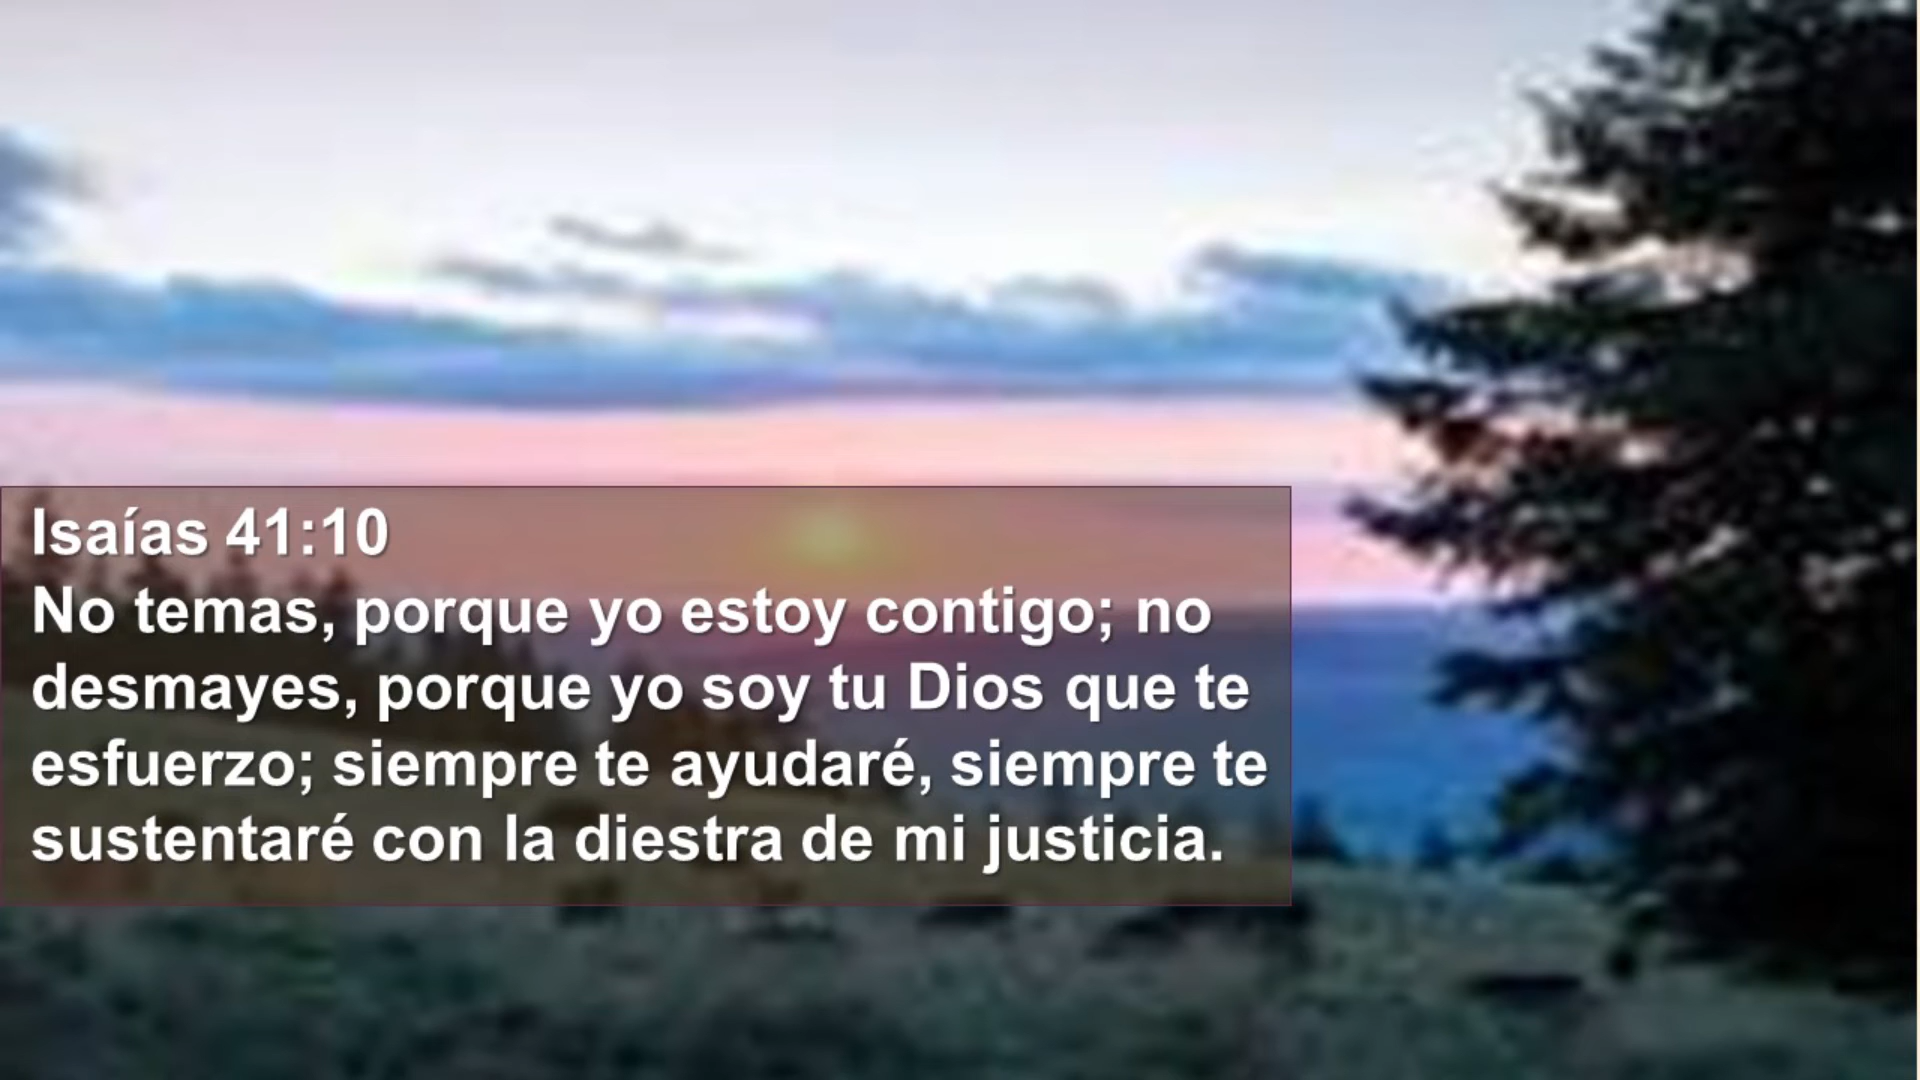 Isaías 41:10
No temas, porque yo estoy contigo; no
desmayes, porque yo soy tu Dios que te
esfuerzo; siempre te ayudaré, siempre te
sustentaré con la diestra de mi justicia.